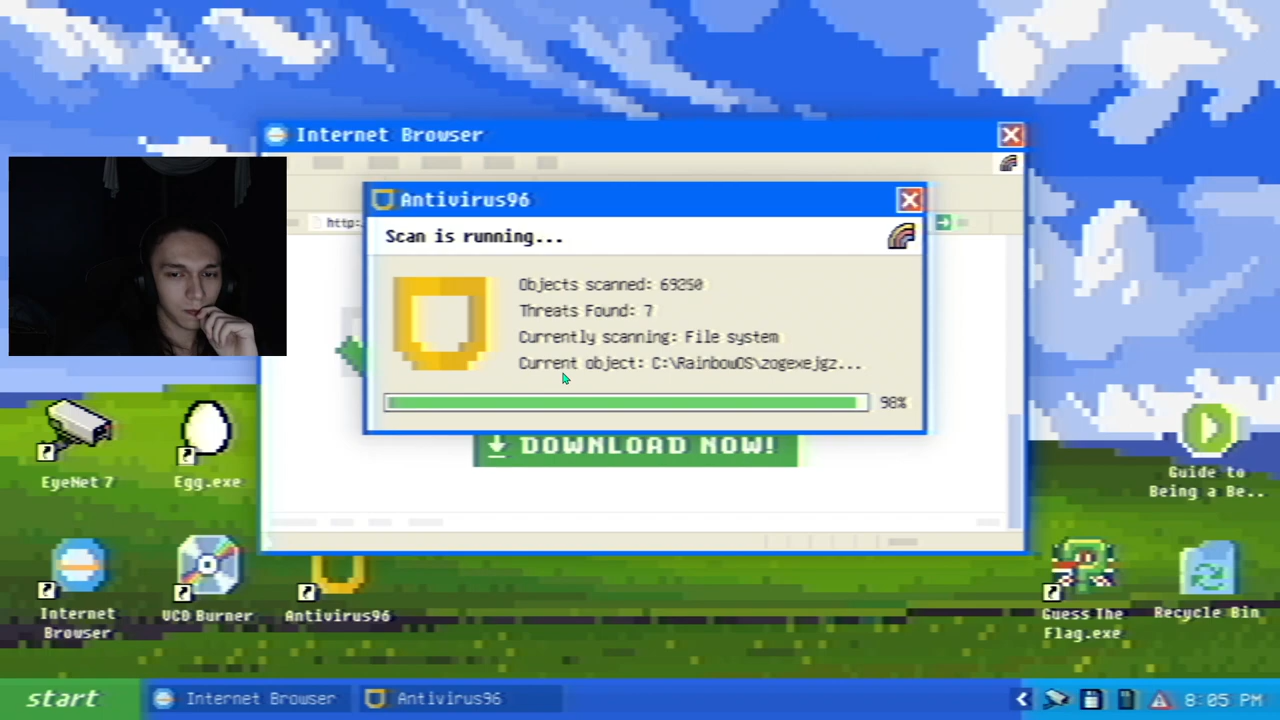 Internet Browser
http:
Antivirus96
Scan is running...
Objects scanned: 69250
Threats Found: 7
Currently scanning: File system
Current object: C:\RainbowOS\zogexejgz...
98%
DOWNLOAD NOW!
EyeNet 7
Egg.exe
Guide to
Being a Be..
Internet
Browser
VCD Burner
Antivirus96
Guess The
Flag.exe
Recycle Bin
start
Internet Browser
Antivirus96
8:05 PM